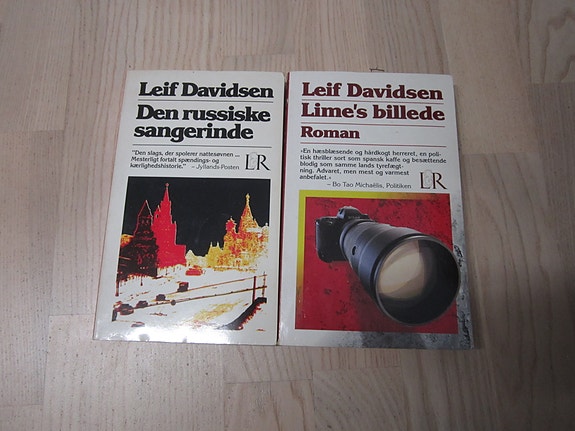 Leif Davidsen
Den russiske
sangerinde
"Den slags, der spolerer nattesøvnen ...
Mesterligt fortalt spændings- og
kærlighedshistorie." – Jyllands-Posten
LR
Leif Davidsen
Lime's billede
Roman
»En hæsblæsende og hårdkogt herreret, en poli-
tisk thriller sort som spansk kaffe og besættende
blodig som samme lands tyrefægt-
ning. Advaret, men mest og varmest
anbefalet.«
– Bo Tao Michaëlis, Politiken
LR